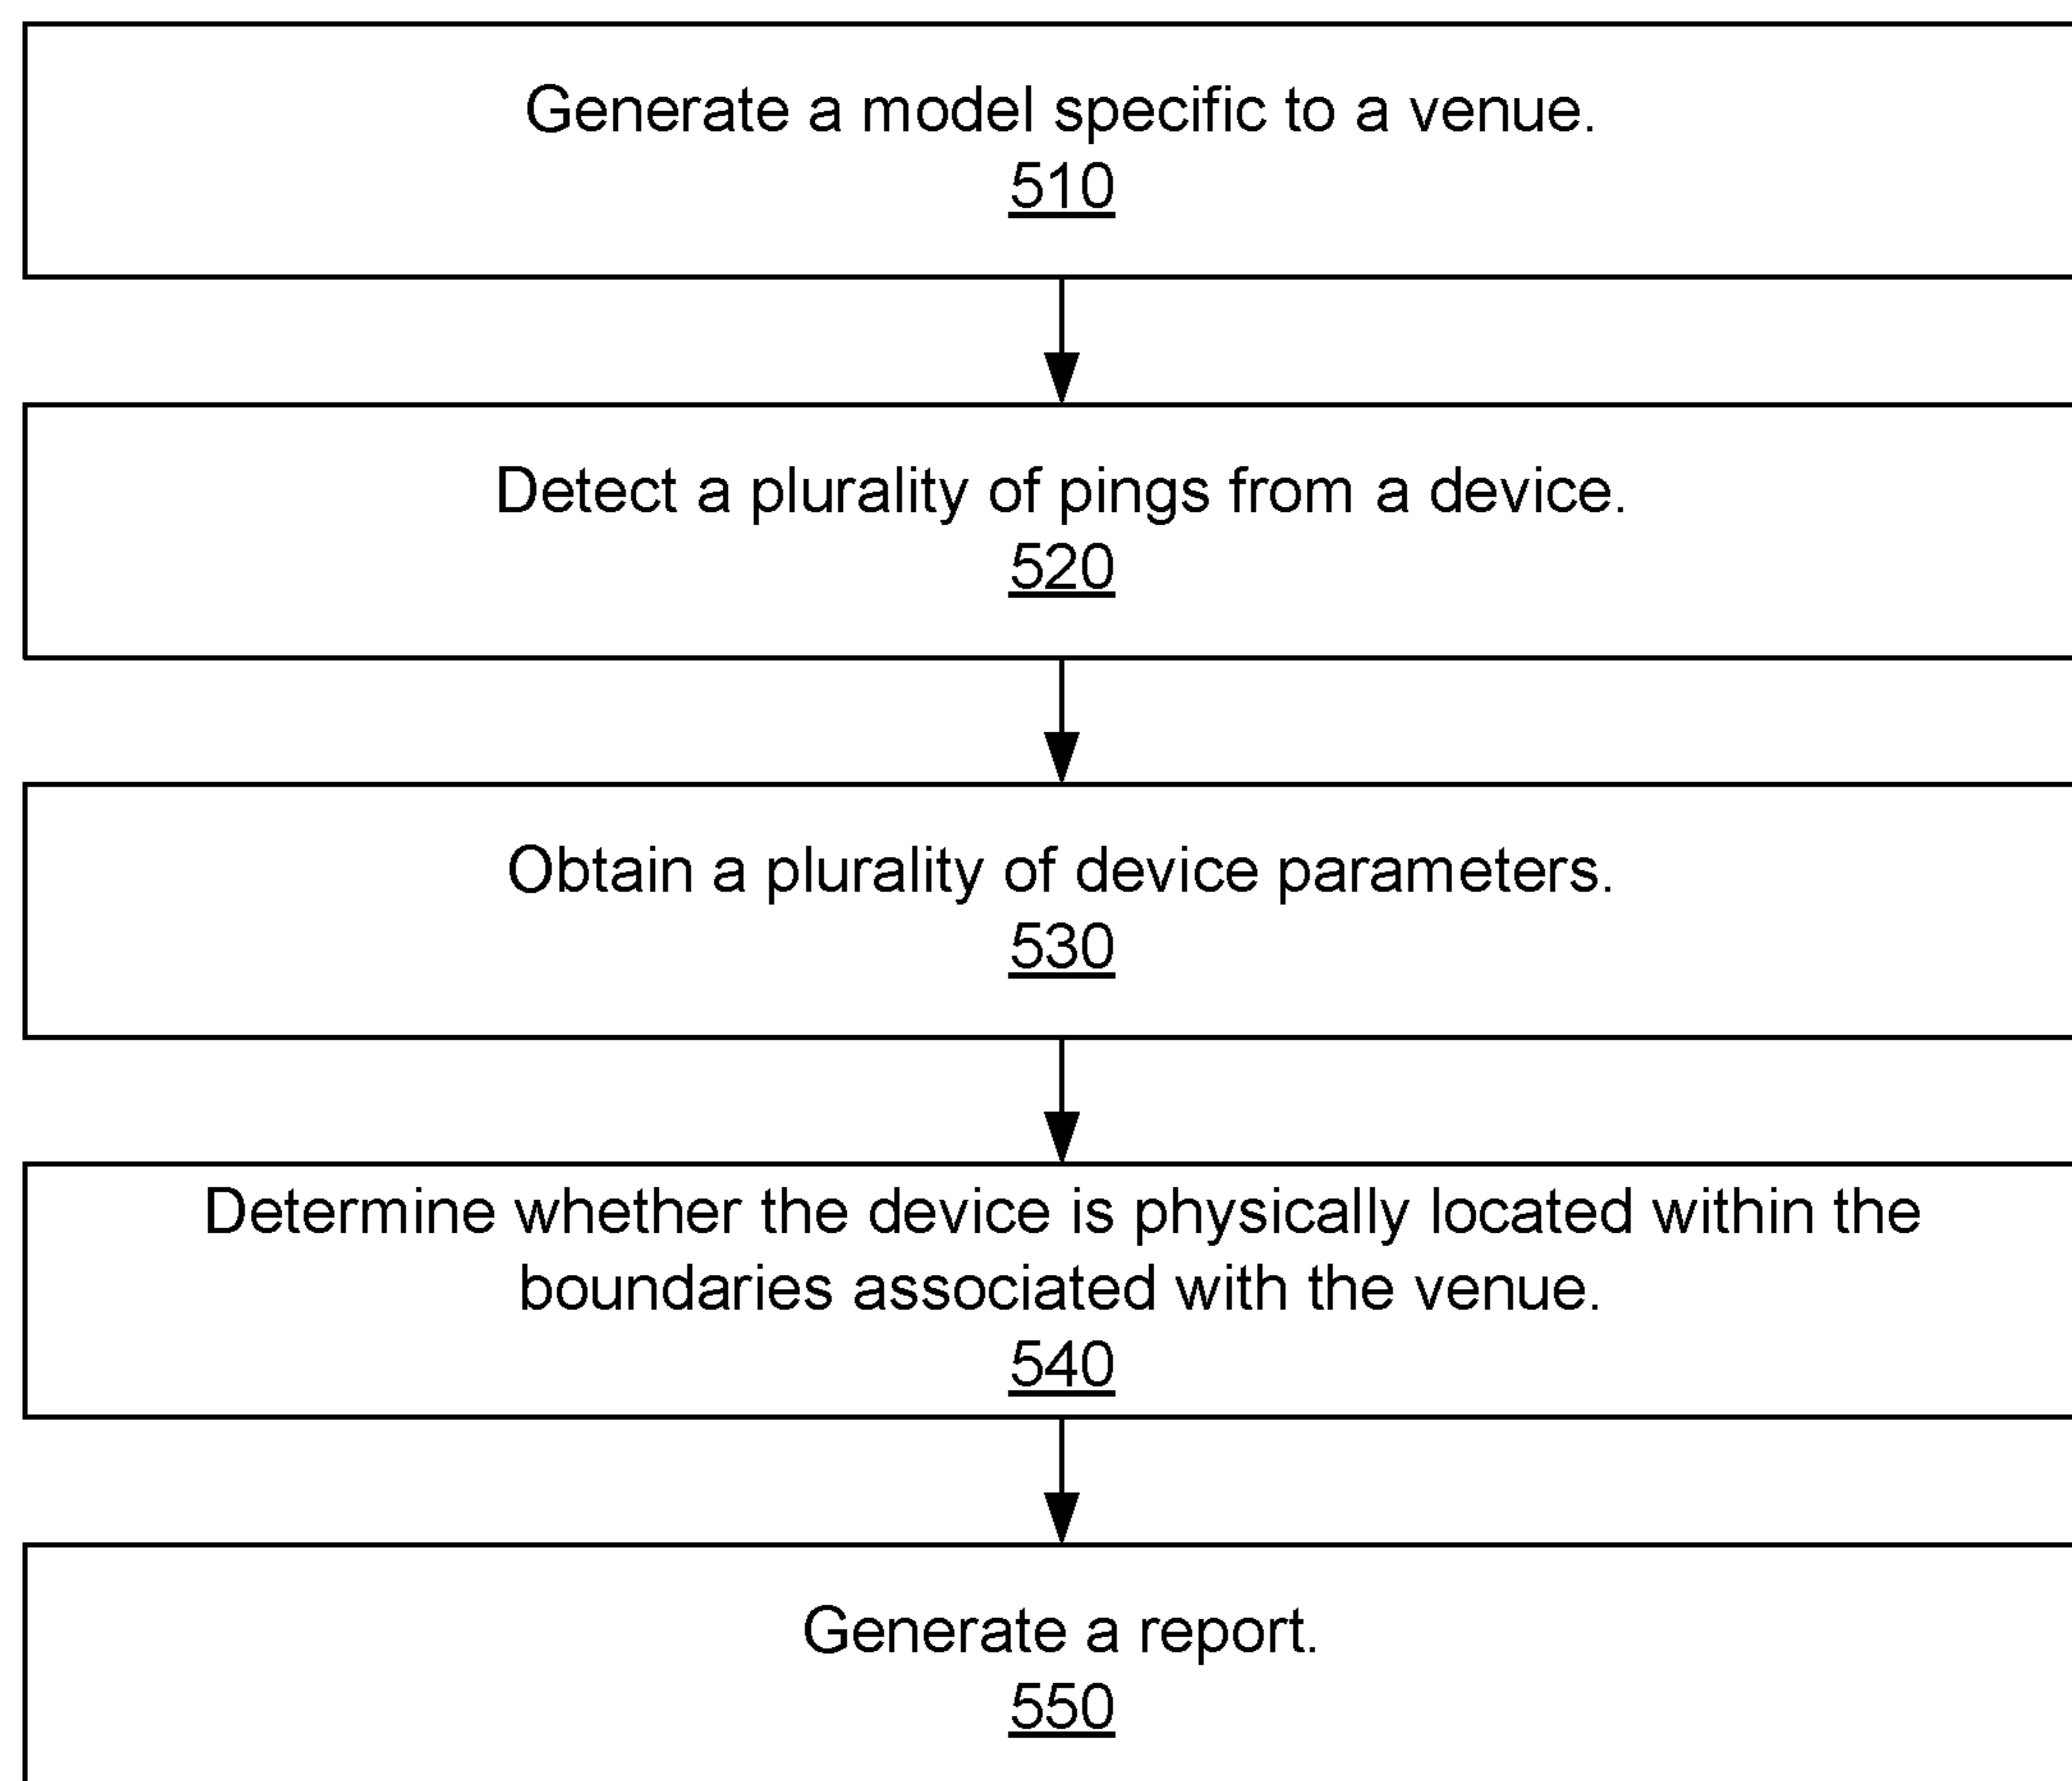 Generate a model specific to a venue.
510
Detect a plurality of pings from a device.
520
Obtain a plurality of device parameters.
530
Determine whether the device is physically located within the
boundaries associated with the venue.
540
Generate a report.
550